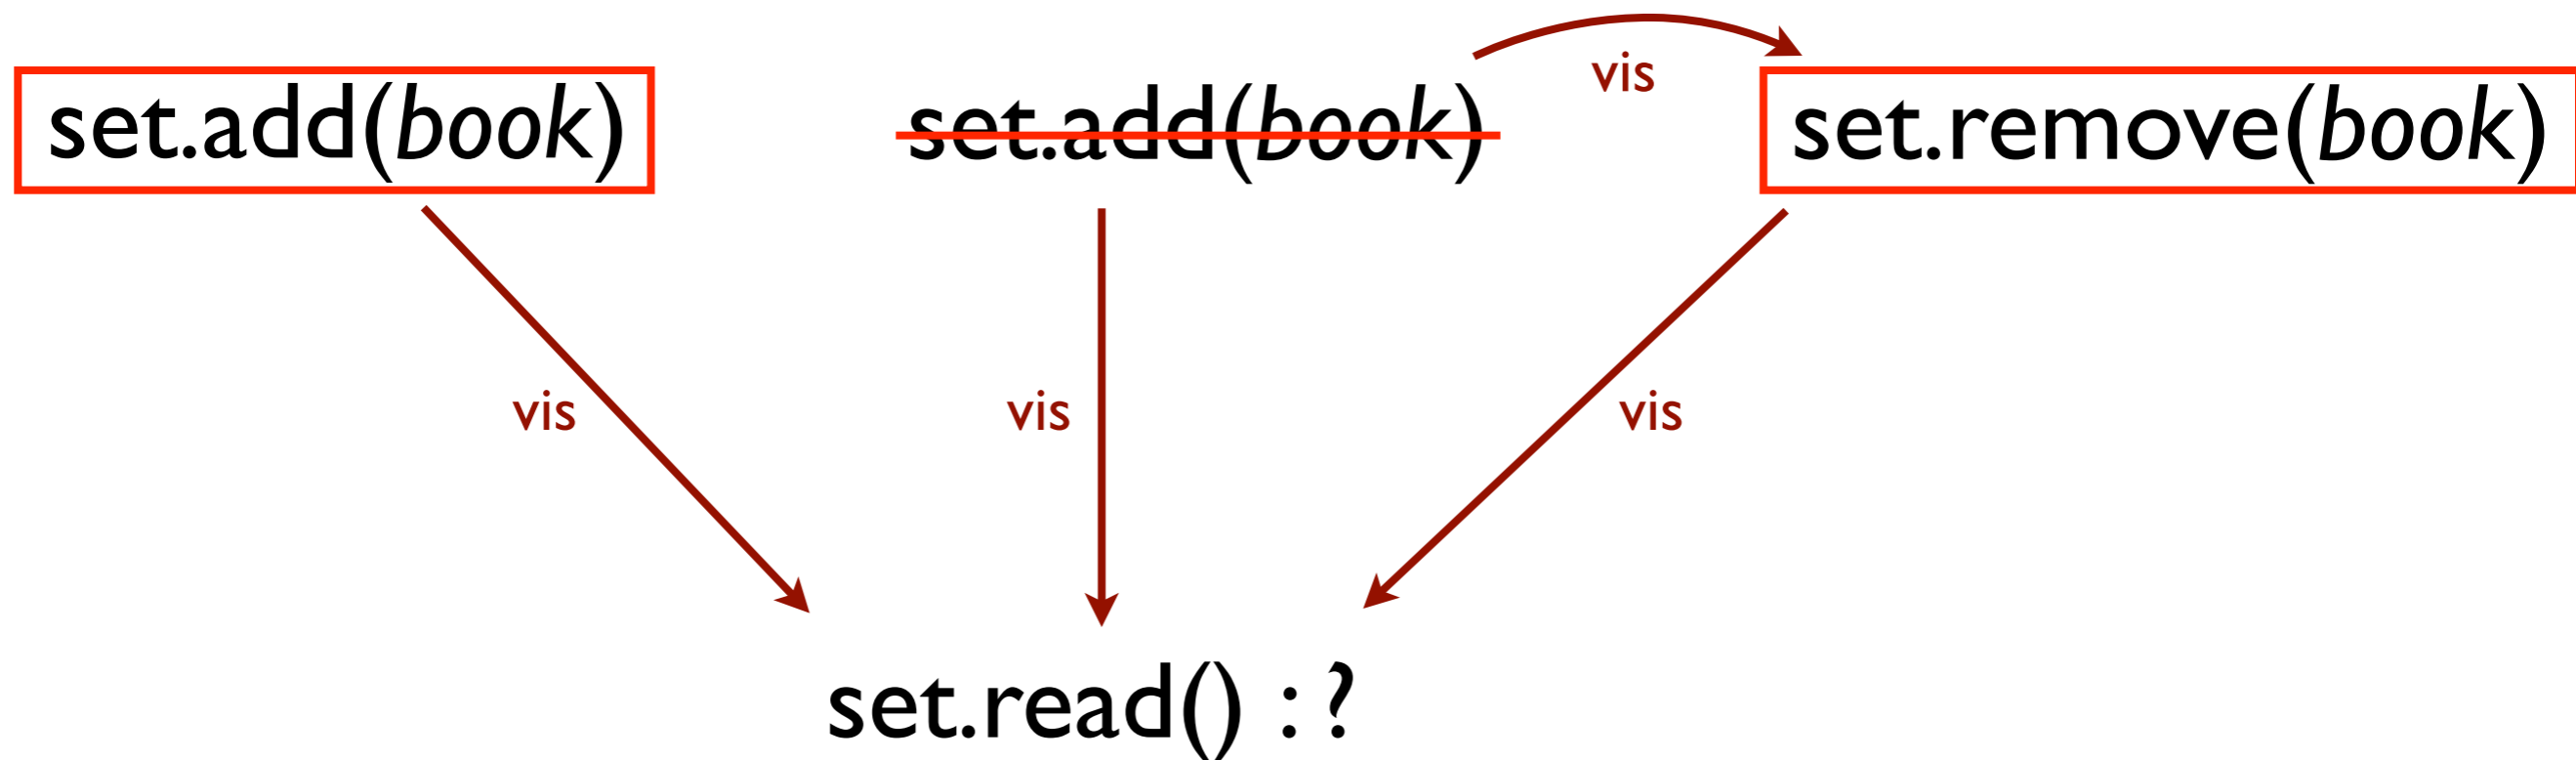 vis
set.add(book) set.add(book) set.remove(book)
vis vis vis
set.read() : ?